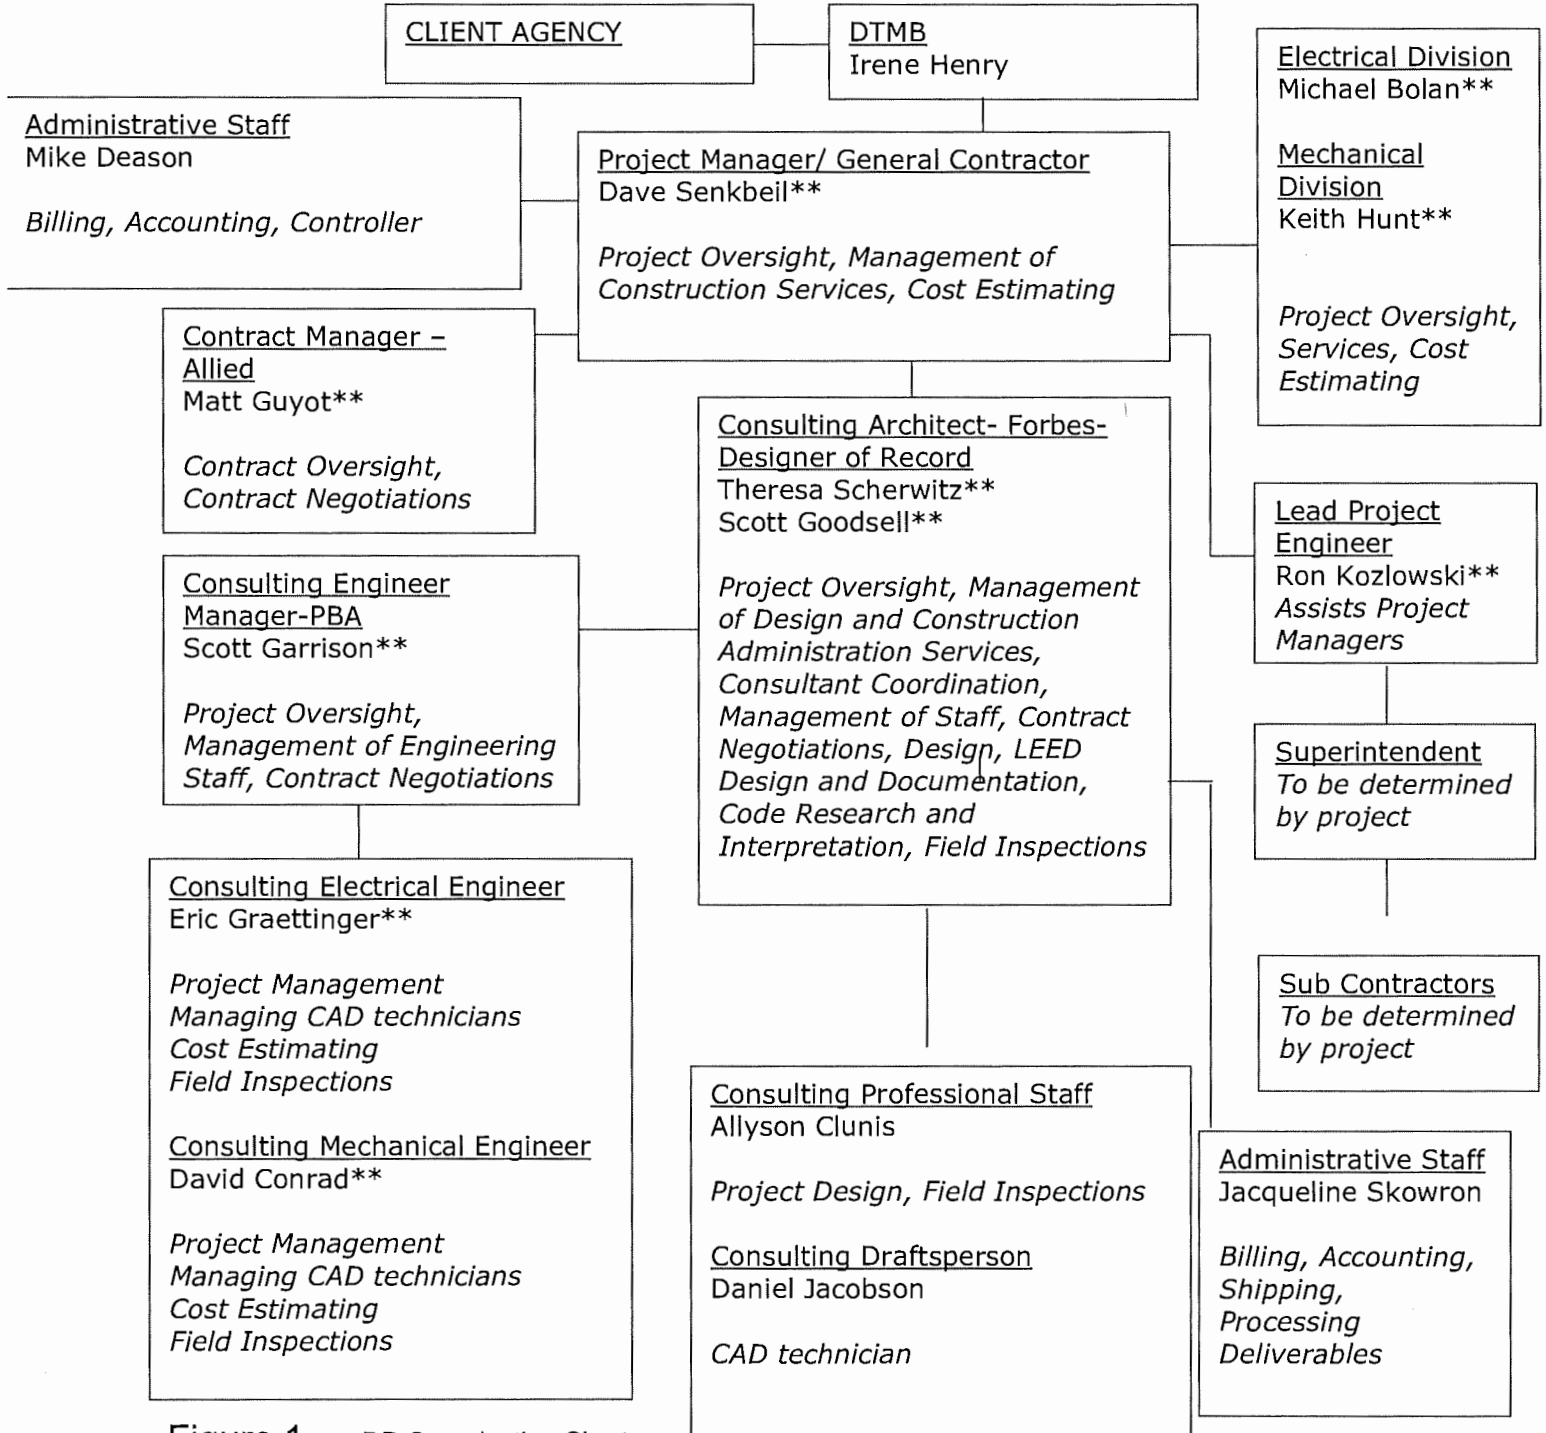 CLIENT AGENCY
DTMB
Irene Henry
Electrical Division
Michael Bolan**
Mechanical
Division
Keith Hunt**
Project Oversight,
Services, Cost
Estimating
Administrative Staff
Mike Deason
Billing, Accounting, Controller
Project Manager/ General Contractor
Dave Senkbeil**
Project Oversight, Management of
Construction Services, Cost Estimating
Contract Manager –
Allied
Matt Guyot**
Contract Oversight,
Contract Negotiations
Consulting Architect- Forbes-
Designer of Record
Theresa Scherwitz**
Scott Goodsell**
Project Oversight, Management
of Design and Construction
Administration Services,
Consultant Coordination,
Management of Staff, Contract
Negotiations, Design, LEED
Design and Documentation,
Code Research and
Interpretation, Field Inspections
Lead Project
Engineer
Ron Kozlowski**
Assists Project
Managers
Consulting Engineer
Manager-PBA
Scott Garrison**
Project Oversight,
Management of Engineering
Staff, Contract Negotiations
Superintendent
To be determined
by project
Consulting Electrical Engineer
Eric Graettinger**
Project Management
Managing CAD technicians
Cost Estimating
Field Inspections
Consulting Mechanical Engineer
David Conrad**
Project Management
Managing CAD technicians
Cost Estimating
Field Inspections
Sub Contractors
To be determined
by project
Consulting Professional Staff
Allyson Clunis
Project Design, Field Inspections
Consulting Draftsperson
Daniel Jacobson
CAD technician
Administrative Staff
Jacqueline Skowron
Billing, Accounting,
Shipping,
Processing
Deliverables
Figure 1